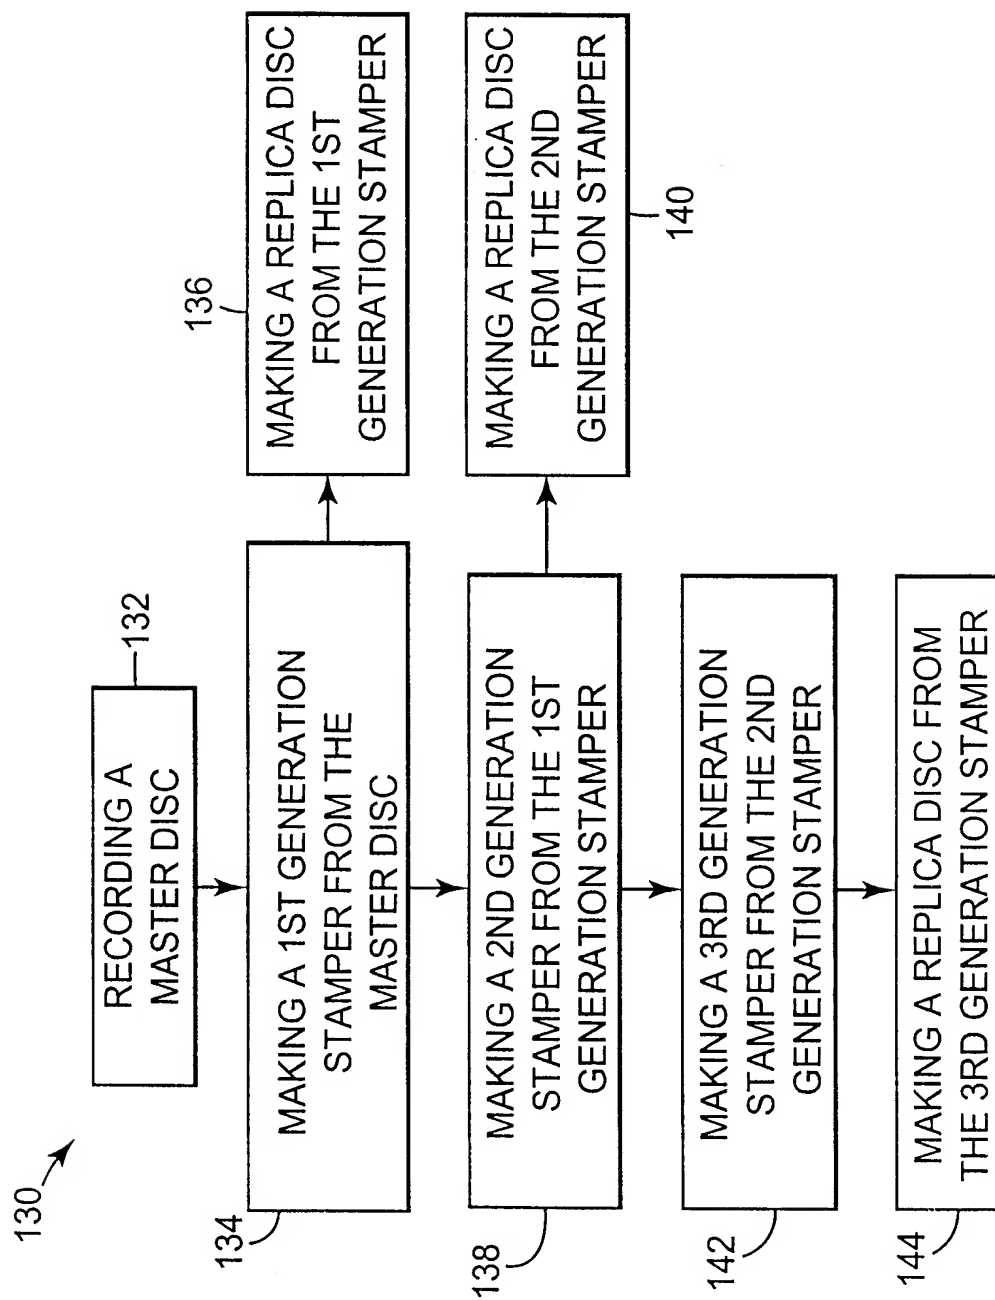 130
132
RECORDING A
MASTER DISC
134
MAKING A 1ST GENERATION
STAMPER FROM THE
MASTER DISC
136
MAKING A REPLICA DISC
FROM THE 1ST
GENERATION STAMPER
138
MAKING A 2ND GENERATION
STAMPER FROM THE 1ST
GENERATION STAMPER
MAKING A REPLICA DISC
FROM THE 2ND
GENERATION STAMPER
140
142
MAKING A 3RD GENERATION
STAMPER FROM THE 2ND
GENERATION STAMPER
144
MAKING A REPLICA DISC FROM
THE 3RD GENERATION STAMPER